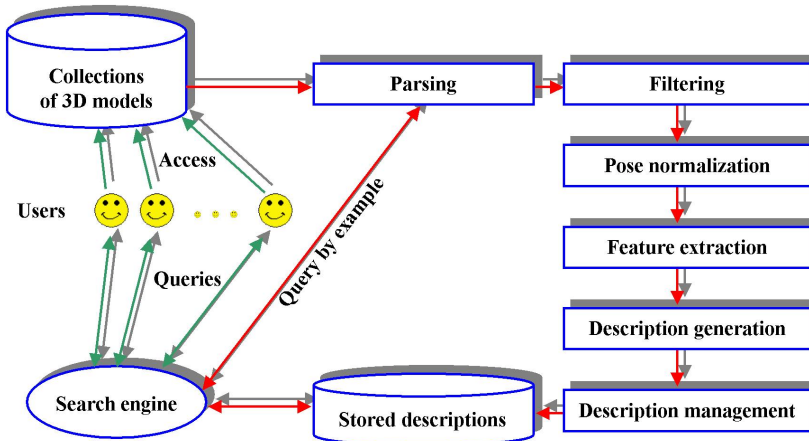 Collections
of 3D models
Parsing
Filtering
Access
Pose normalization
Users
Query by example
Feature extraction
Queries
Description generation
Search engine
Stored descriptions
Description management